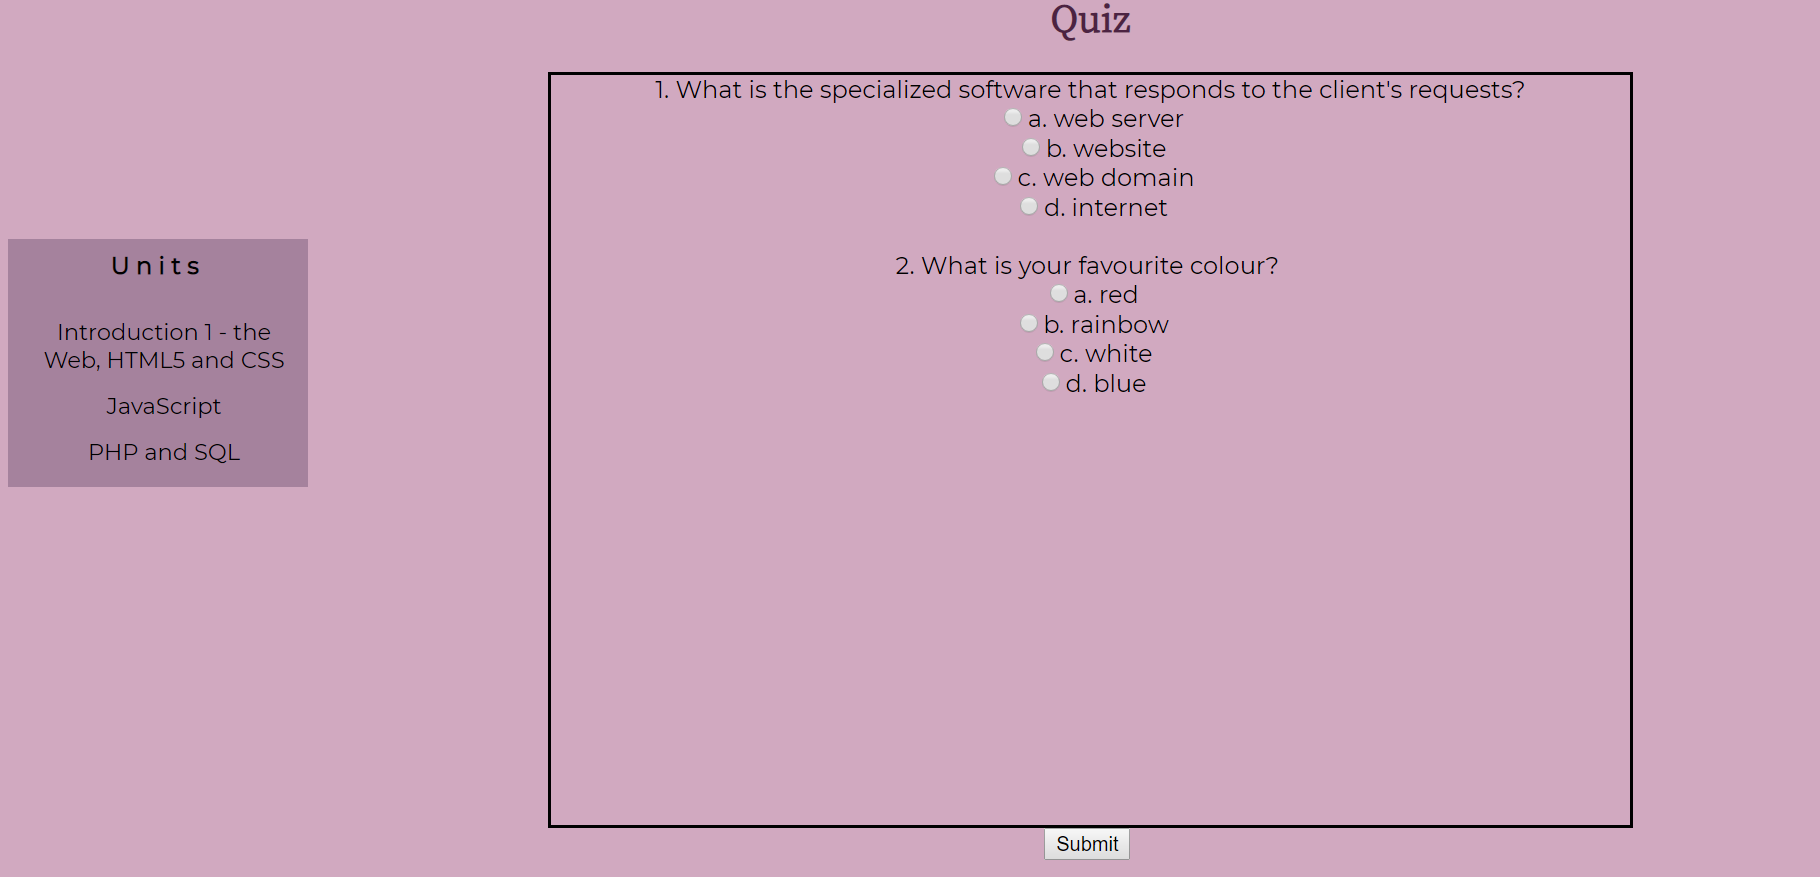 Quiz
1. What is the specialized software that responds to the client's requests?
a. web server
b. website
c. web domain
d. internet
2. What is your favourite colour?
a. red
b. rainbow
c. white
d. blue
Units
Introduction 1 - the
Web, HTML5 and CSS
JavaScript
PHP and SQL
Submit